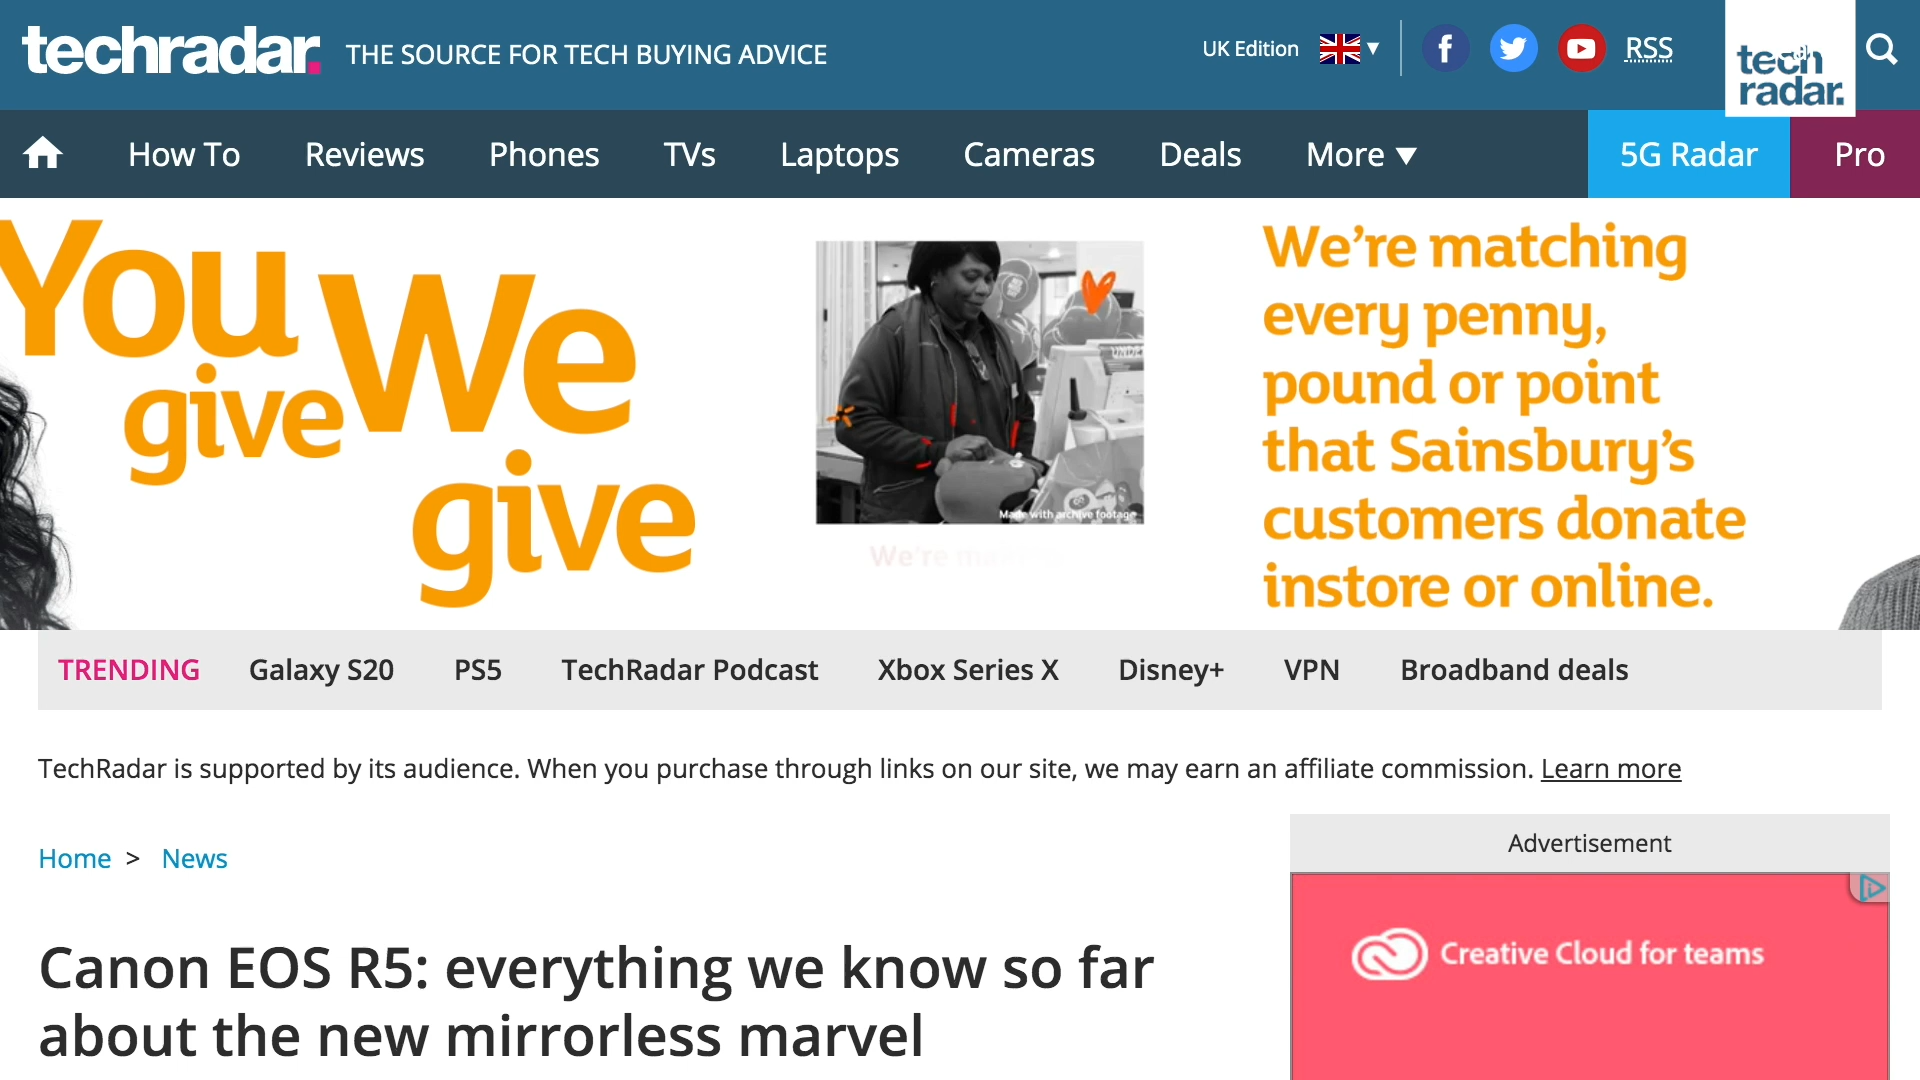 techradar.
THE SOURCE FOR TECH BUYING ADVICE
UK Edition
RSS
tech
radar.
How To
Reviews
Phones
TVs
Laptops
Cameras
Deals
More
5G Radar
Pro
You
give
We
give
Made with archive footage
We're
We're matching
every penny,
pound or point
that Sainsbury's
customers donate
instore or online.
TRENDING
Galaxy S20
PS5
TechRadar Podcast
Xbox Series X
Disney+
VPN
Broadband deals
TechRadar is supported by its audience. When you purchase through links on our site, we may earn an affiliate commission. Learn more
Home > News
Advertisement
Creative Cloud for teams
Canon EOS R5: everything we know so far
about the new mirrorless marvel